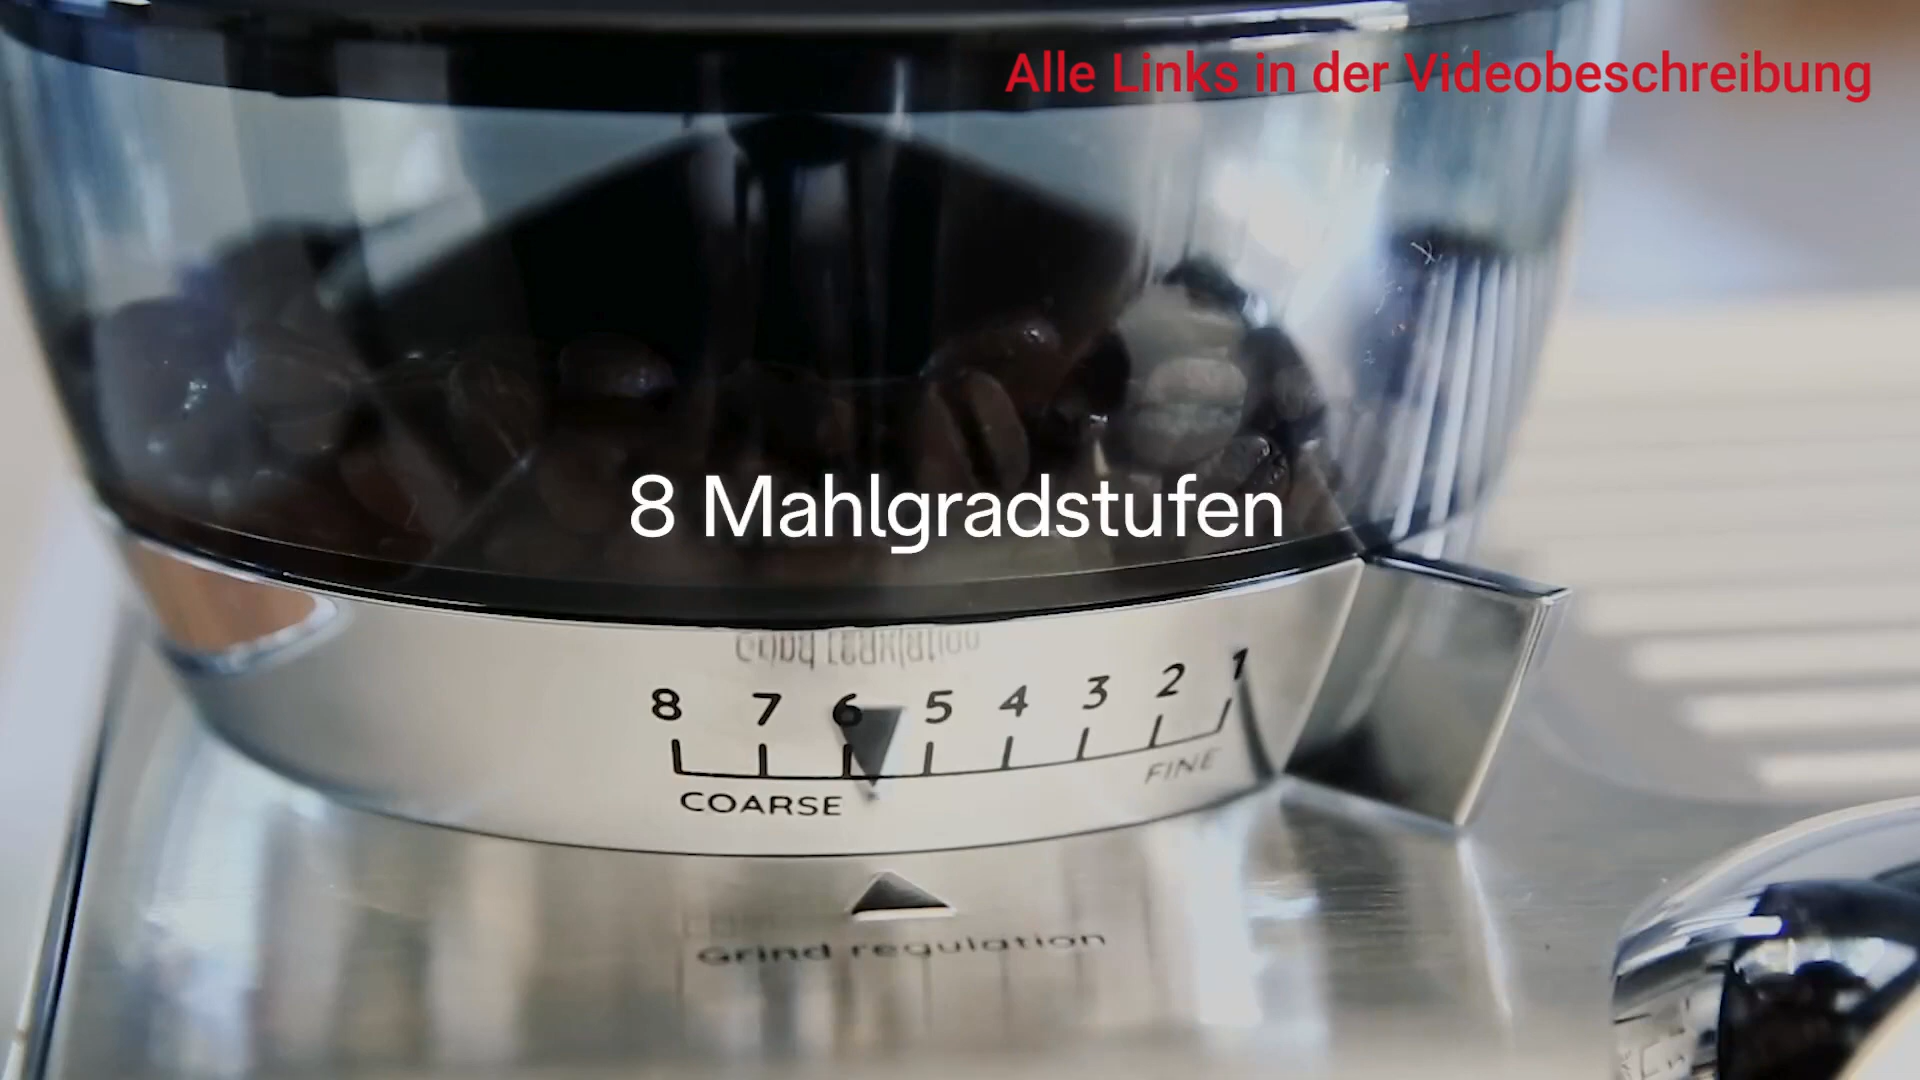 Alle Links in der Videobeschreibung
8 Mahlgradstufen
8 7 6 5 4 3 2 1
COARSE FINE
Grind regulation